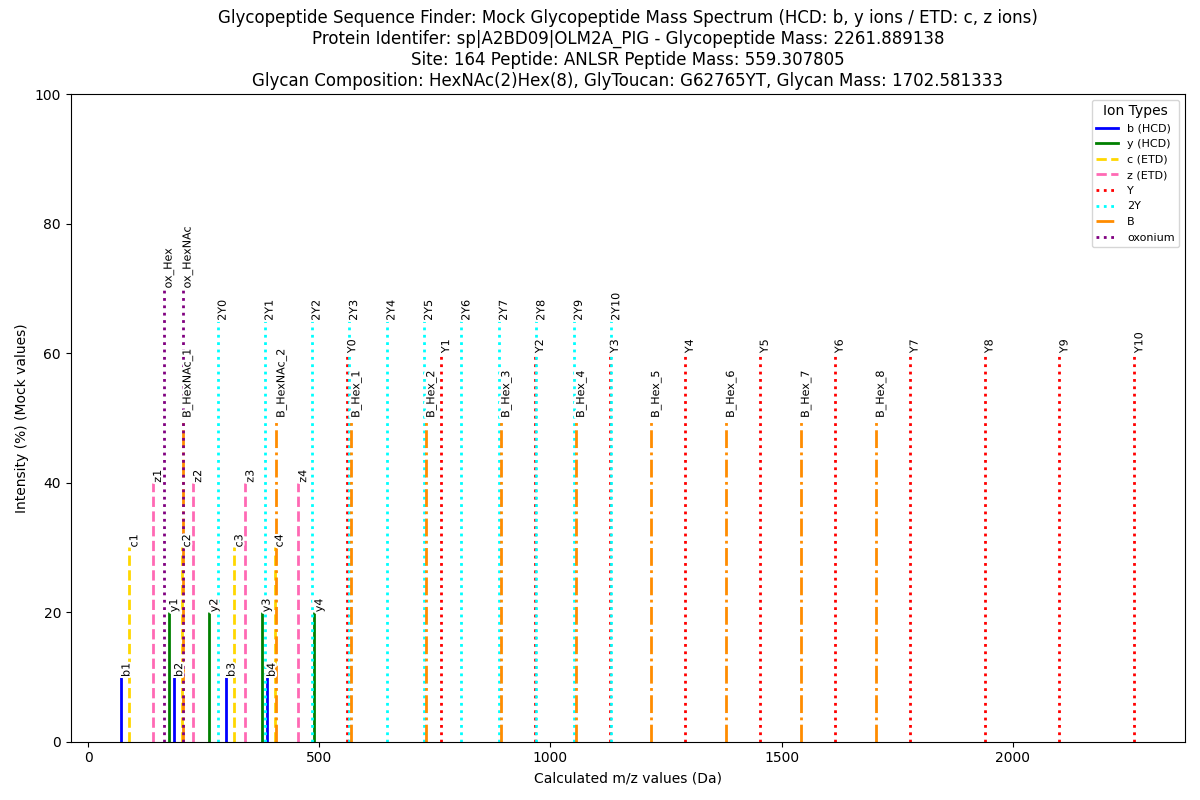 Glycopeptide Sequence Finder: Mock Glycopeptide Mass Spectrum (HCD: b, y ions / ETD: c, z ions)
Protein Identifer: sp|A2BD09|OLM2A_PIG - Glycopeptide Mass: 2261.889138
Site: 164 Peptide: ANLSR Peptide Mass: 559.307805
Glycan Composition: HexNAc(2)Hex(8), GlyToucan: G62765YT, Glycan Mass: 1702.581333
Intensity (%) (Mock values)
100
80
60
40
20
0
Ion Types
b (HCD)
y (HCD)
c (ETD)
z (ETD)
Y
2Y
B
oxonium
ox_Hex
ox_HexNAc
2Y0
2Y1
2Y2
2Y3
2Y4
2Y5
2Y6
2Y7
2Y8
2Y9
2Y10
Y0
Y1
Y2
Y3
Y4
Y5
Y6
Y7
Y8
Y9
Y10
B_HexNAc_1
B_HexNAc_2
B_Hex_1
B_Hex_2
B_Hex_3
B_Hex_4
B_Hex_5
B_Hex_6
B_Hex_7
B_Hex_8
z1
z2
z3
z4
c1
c2
c3
c4
y1
y2
y3
y4
b1
b2
b3
b4
0
500
1000
1500
2000
Calculated m/z values (Da)